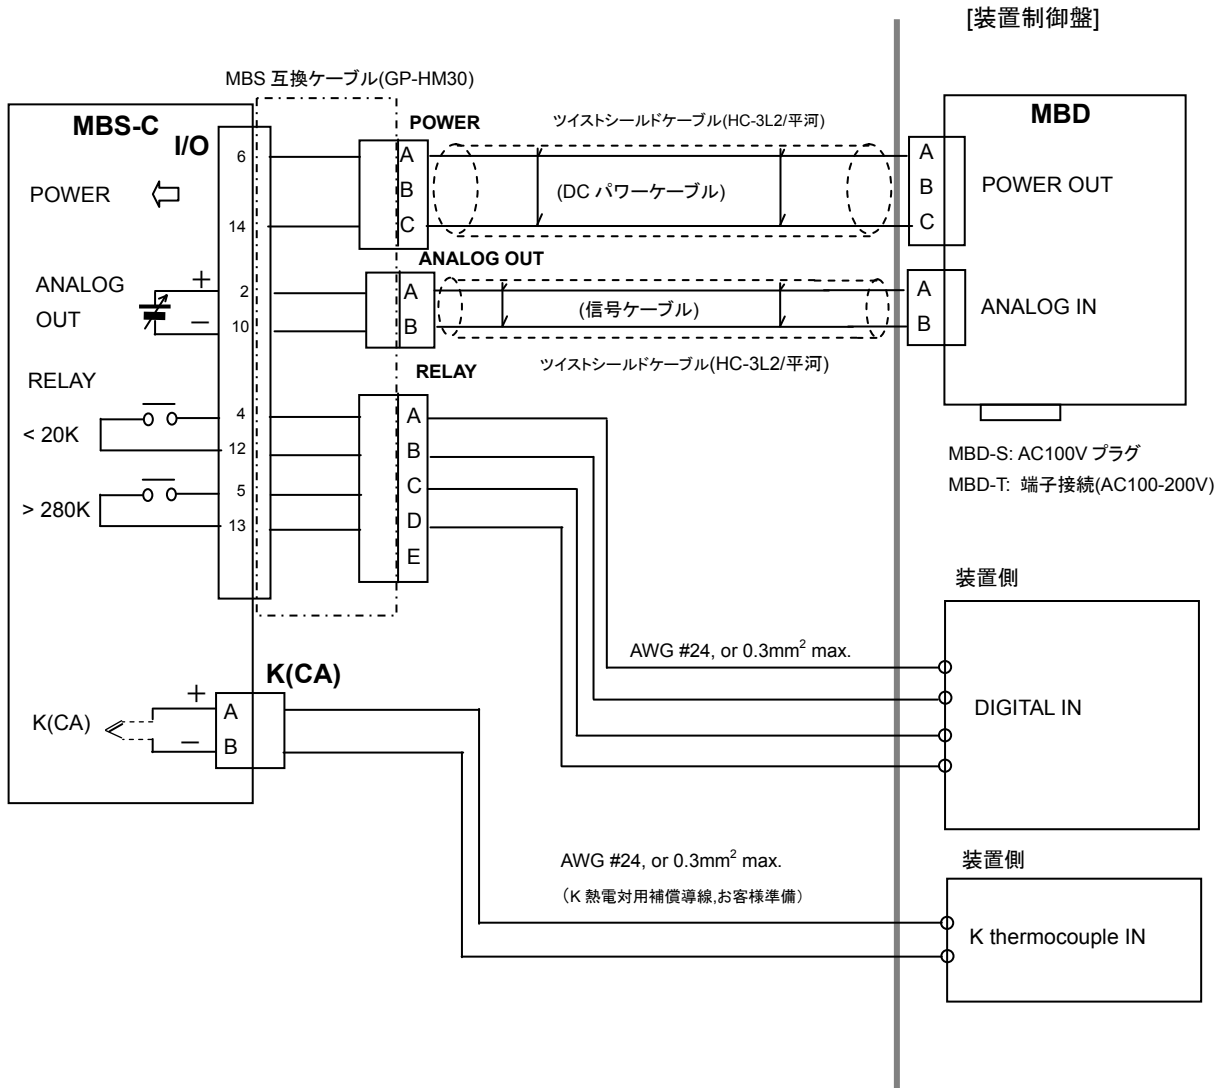 [装置制御盤]
MBS 互換ケーブル(GP-HM30)
MBS-C
I/O
POWER
6
14
ANALOG
OUT
+
−
2
10
RELAY
< 20K
4
12
> 280K
5
13
POWER
A
B
C
ツイストシールドケーブル(HC-3L2/平河)
(DC パワーケーブル)
ANALOG OUT
A
B
(信号ケーブル)
ツイストシールドケーブル(HC-3L2/平河)
RELAY
A
B
C
D
E
MBD
A
B
C
POWER OUT
A
B
ANALOG IN
MBD-S: AC100V プラグ
MBD-T: 端子接続(AC100-200V)
装置側
AWG #24, or 0.3mm² max.
DIGITAL IN
K(CA)
K(CA)
+
−
A
B
装置側
AWG #24, or 0.3mm² max.
（K 熱電対用補償導線,お客様準備）
K thermocouple IN